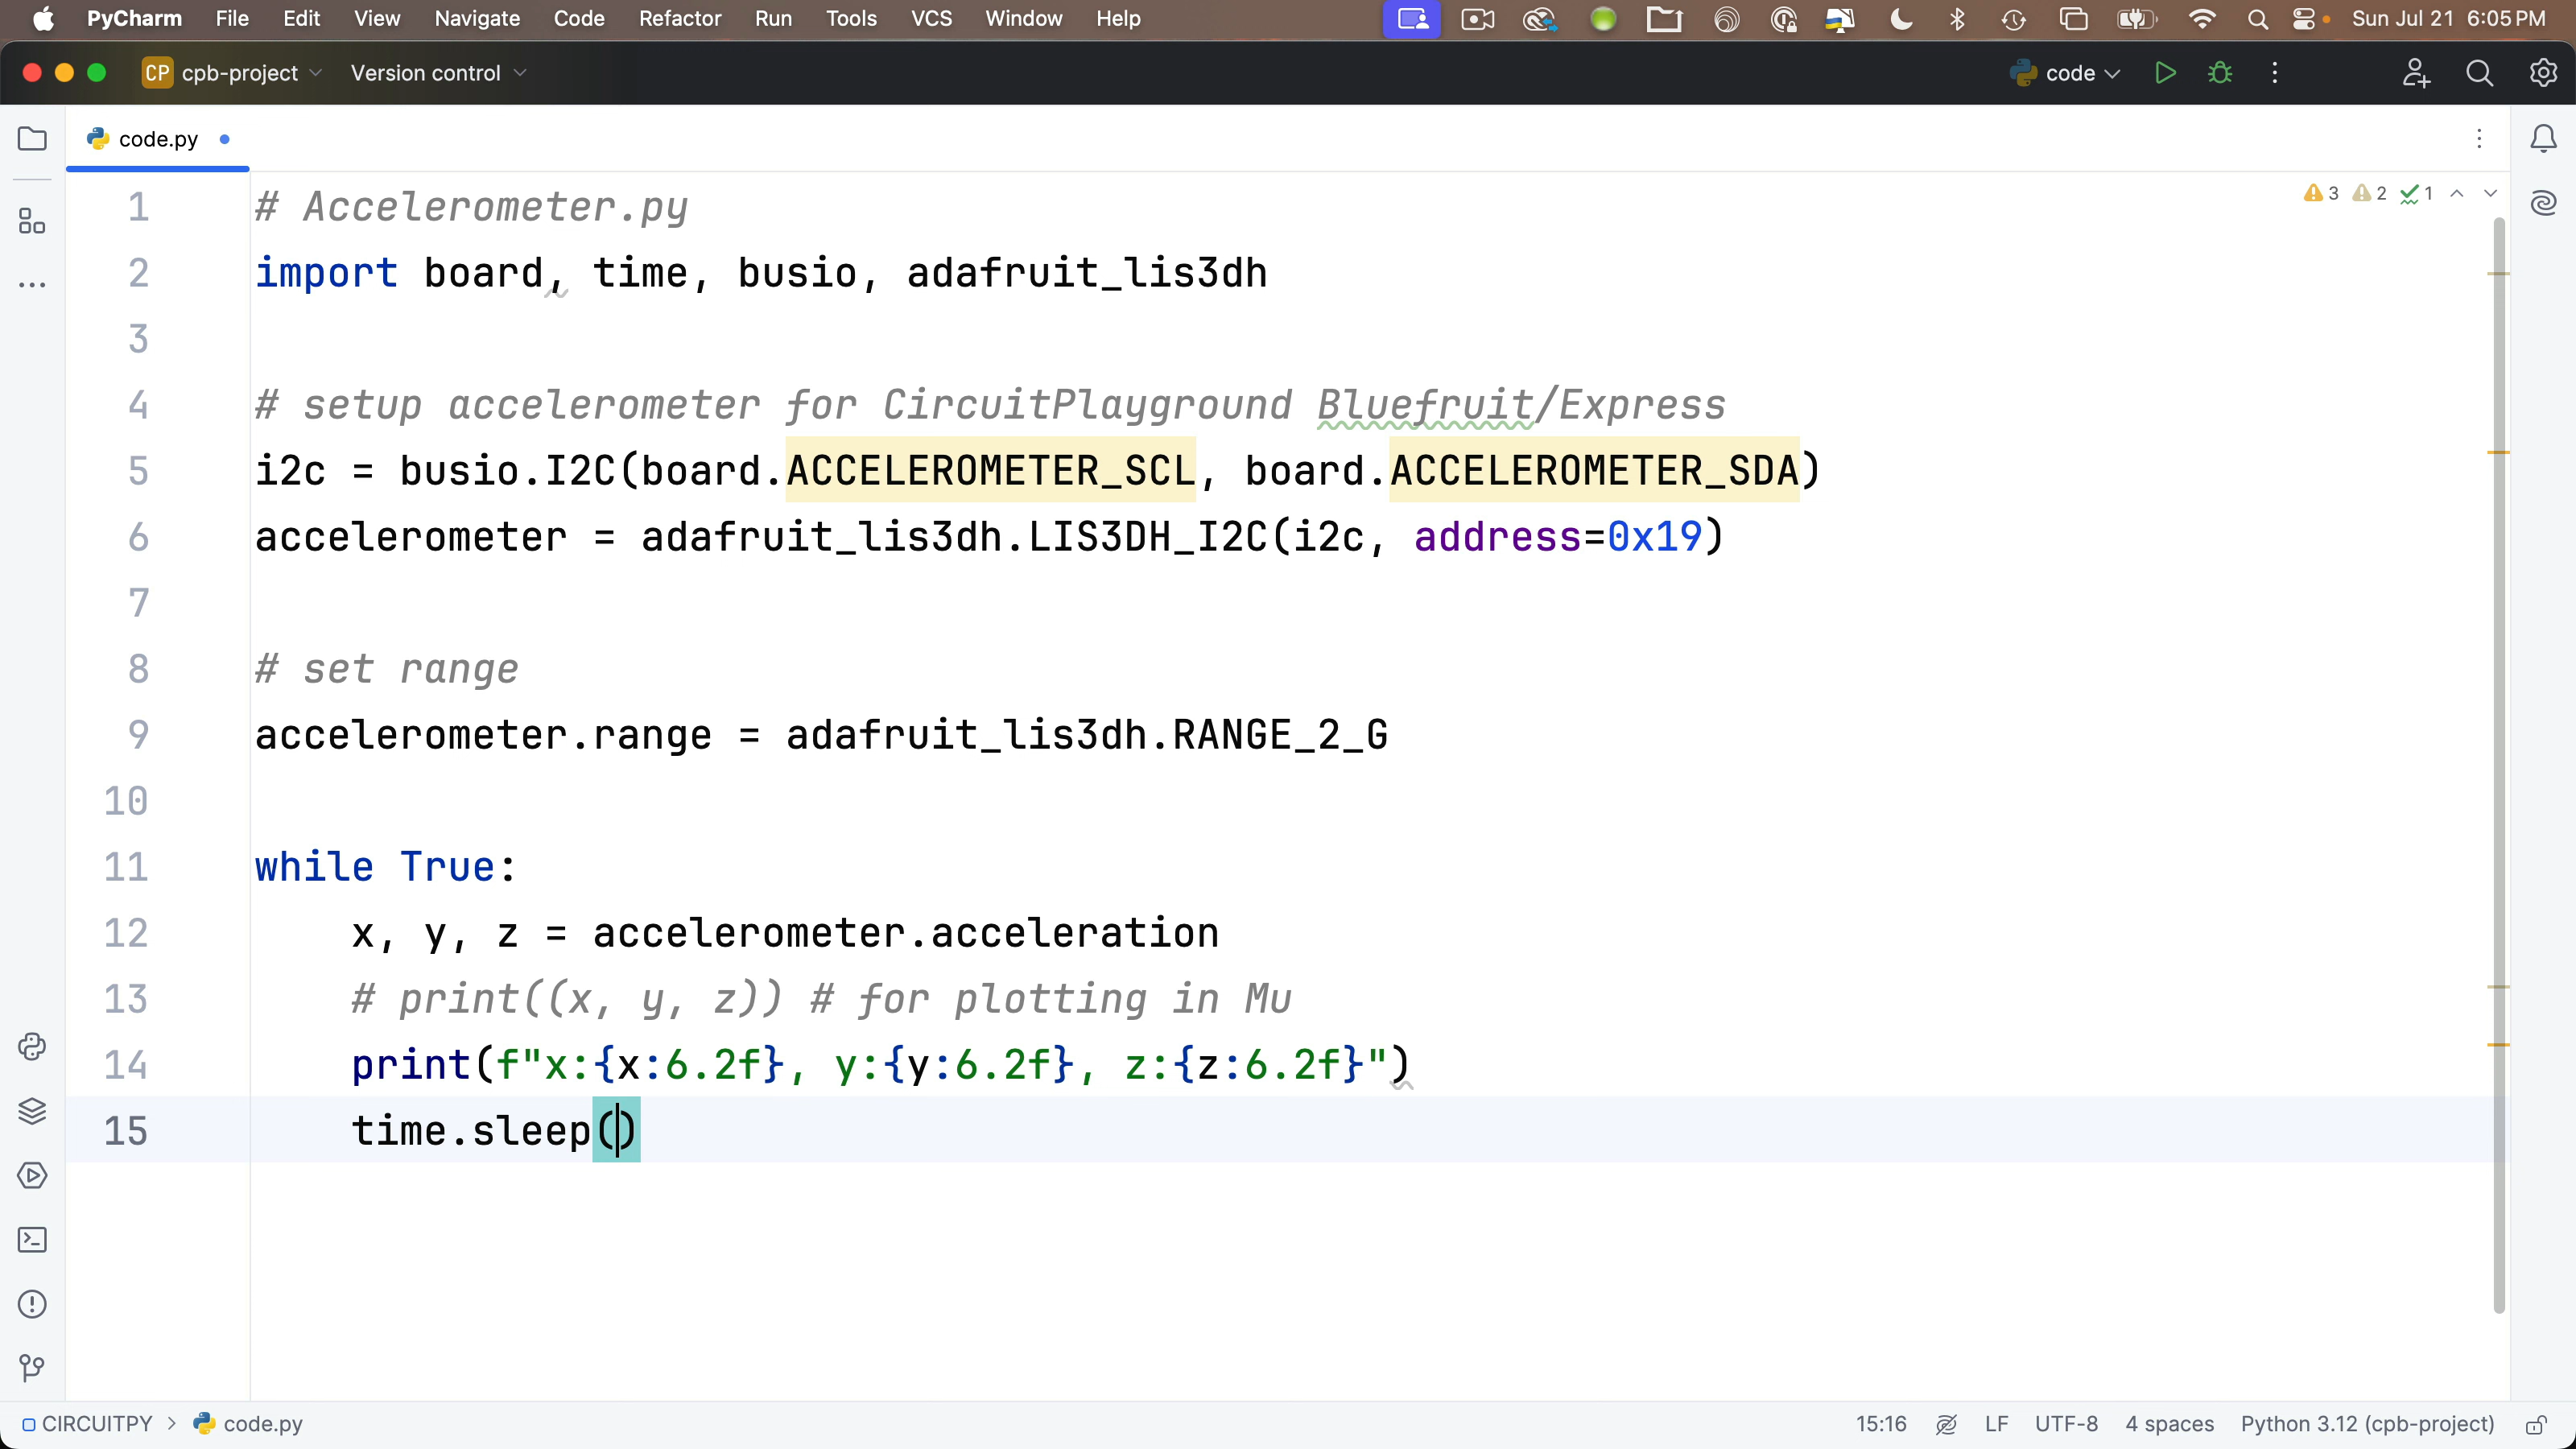 PyCharm File Edit View Navigate Code Refactor Run Tools VCS Window Help Sun Jul 21 6:05 PM
CP cpb-project Version control code
code.py
3 2 1
1 # Accelerometer.py
2 import board, time, busio, adafruit_lis3dh
3
4 # setup accelerometer for CircuitPlayground Bluefruit/Express
5 i2c = busio.I2C(board.ACCELEROMETER_SCL, board.ACCELEROMETER_SDA)
6 accelerometer = adafruit_lis3dh.LIS3DH_I2C(i2c, address=0x19)
7
8 # set range
9 accelerometer.range = adafruit_lis3dh.RANGE_2_G
10
11 while True:
12     x, y, z = accelerometer.acceleration
13     # print((x, y, z)) # for plotting in Mu
14     print(f"x:{x:6.2f}, y:{y:6.2f}, z:{z:6.2f}")
15     time.sleep()
CIRCUITPY > code.py 15:16 LF UTF-8 4 spaces Python 3.12 (cpb-project)